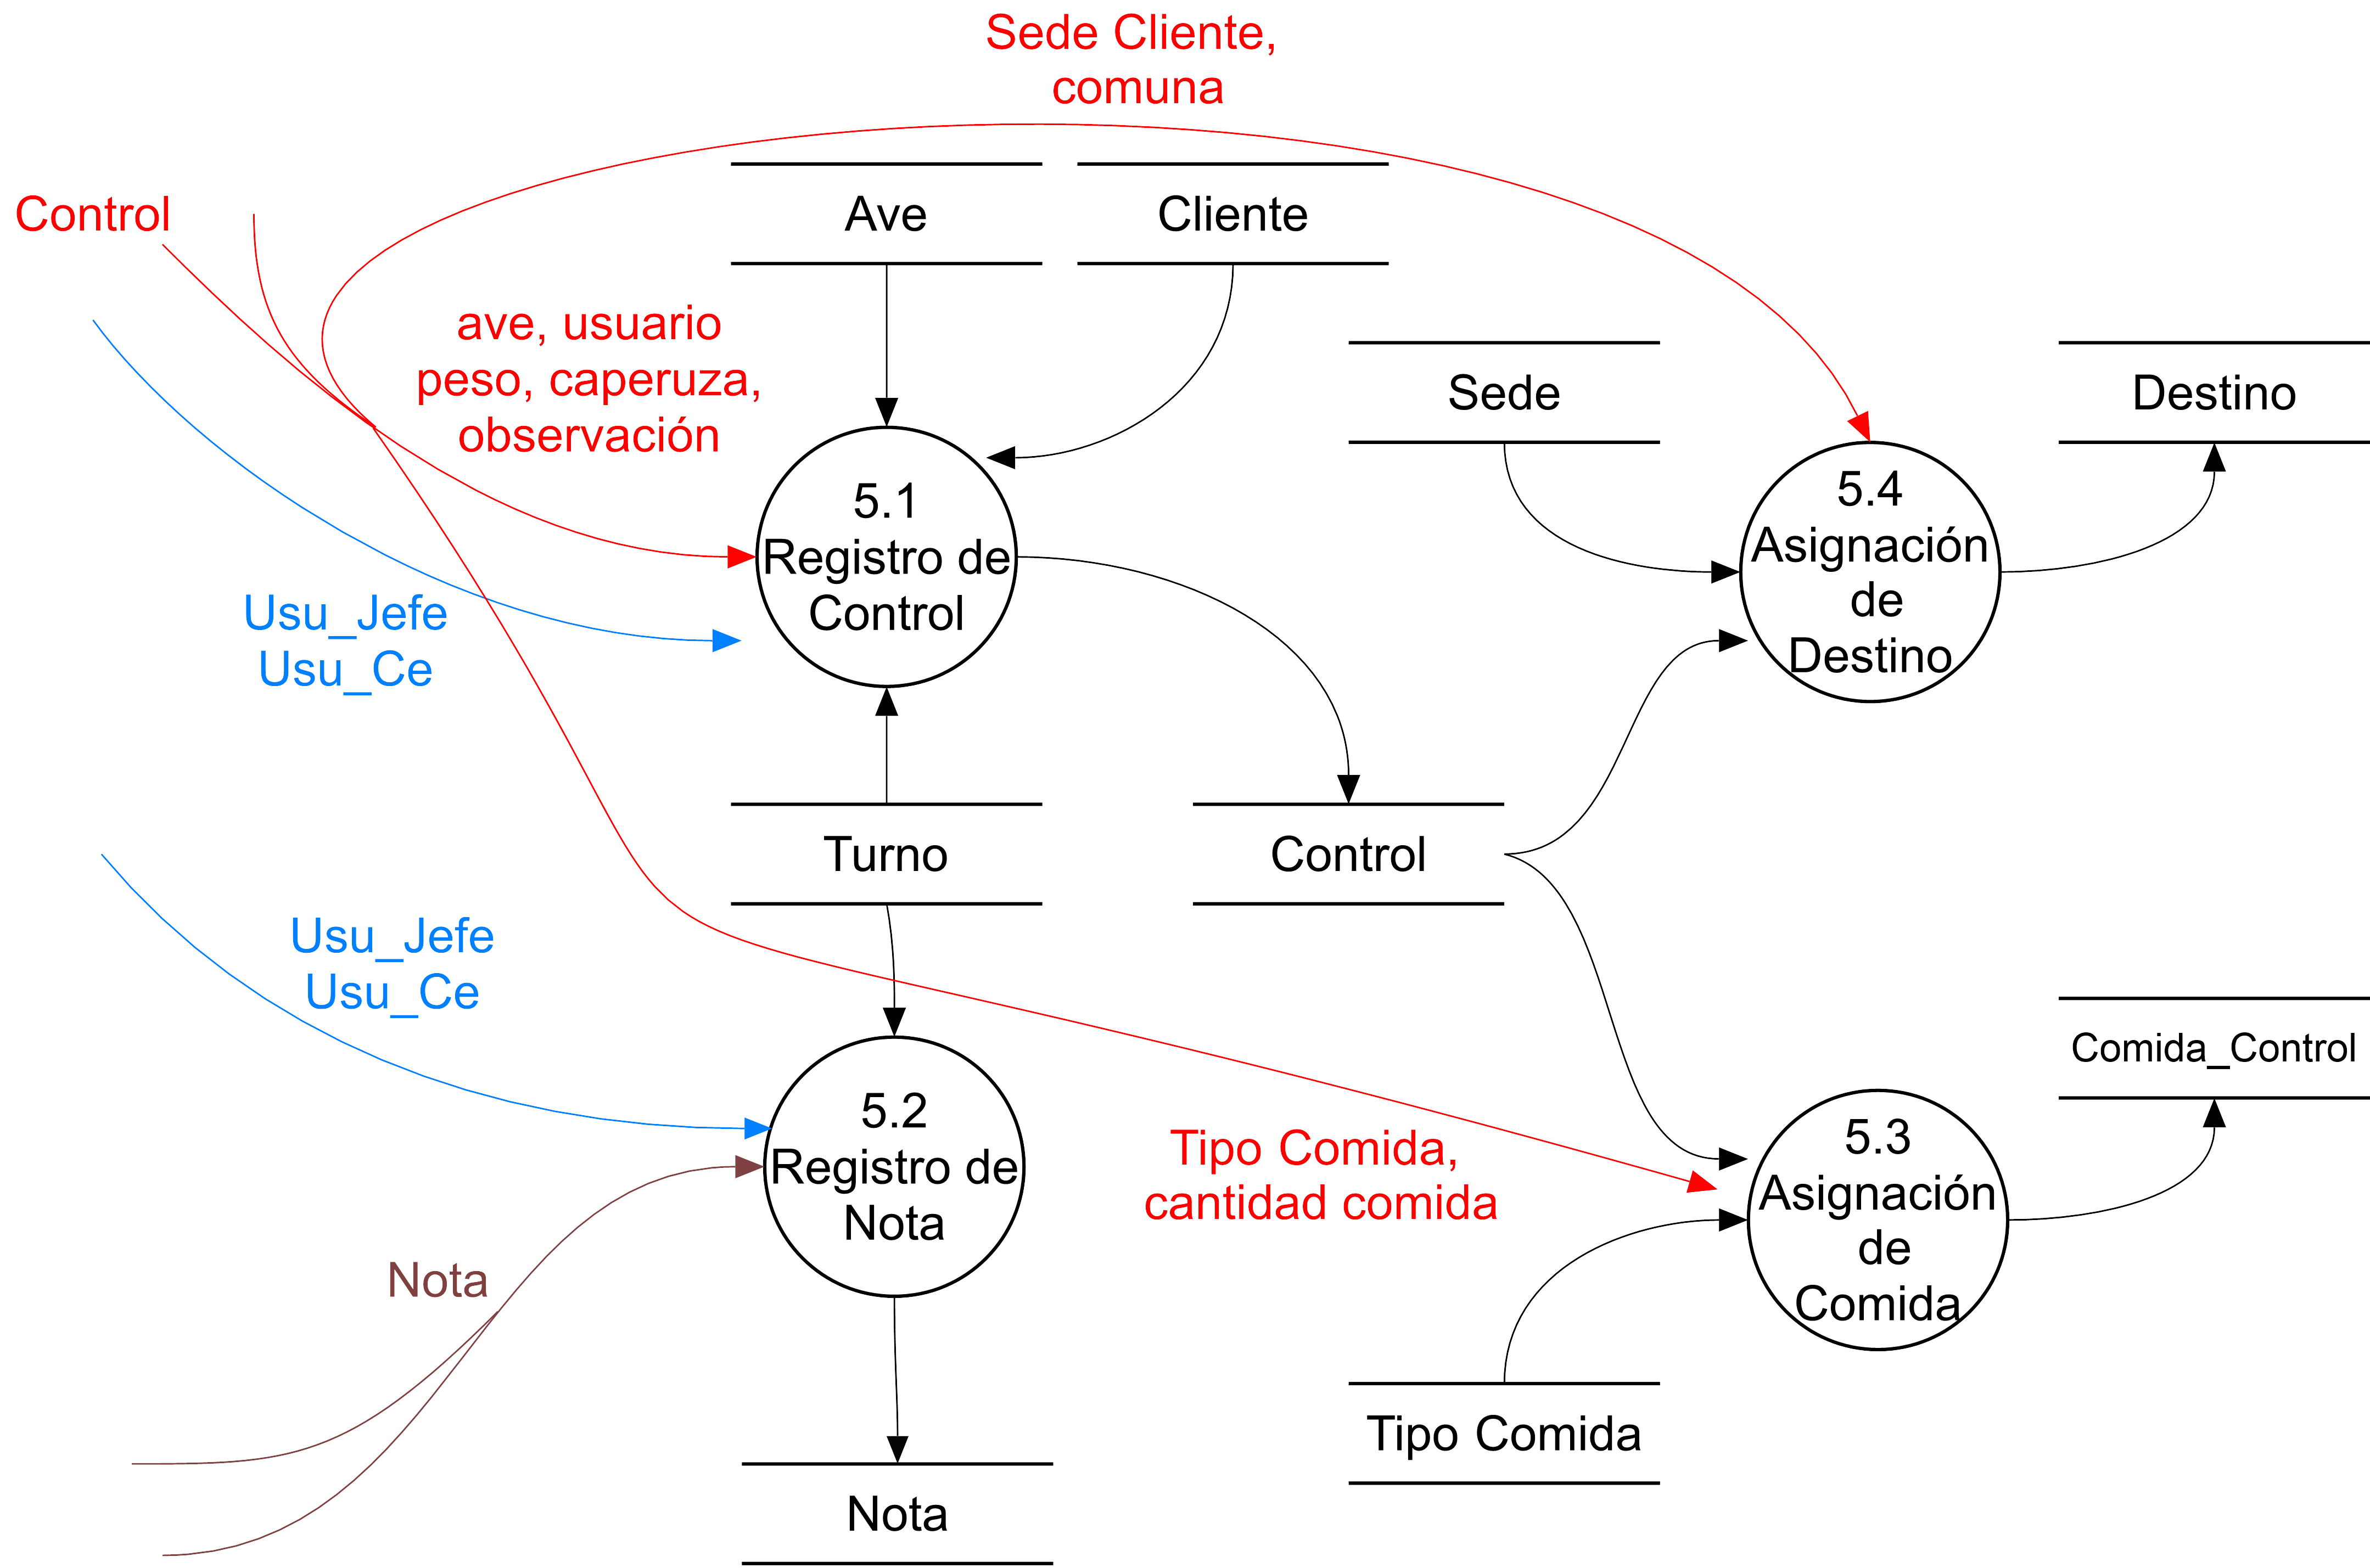 Sede Cliente,
comuna
Control
Ave
Cliente
ave, usuario
peso, caperuza,
observación
Sede
Destino
5.1
Registro de
Control
5.4
Asignación
de
Destino
Usu_Jefe
Usu_Ce
Turno
Control
Usu_Jefe
Usu_Ce
Comida_Control
5.2
Registro de
Nota
Tipo Comida,
cantidad comida
5.3
Asignación
de
Comida
Nota
Tipo Comida
Nota